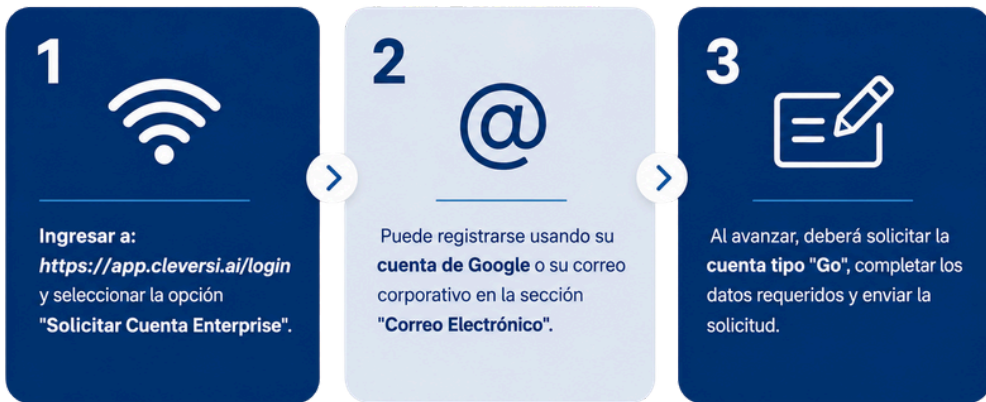 1
Ingresar a:
https://app.cleversi.ai/login
y seleccionar la opción
"Solicitar Cuenta Enterprise".
2
@
Puede registrarse usando su
cuenta de Google o su correo
corporativo en la sección
"Correo Electrónico".
3
Al avanzar, deberá solicitar la
cuenta tipo "Go", completar los
datos requeridos y enviar la
solicitud.